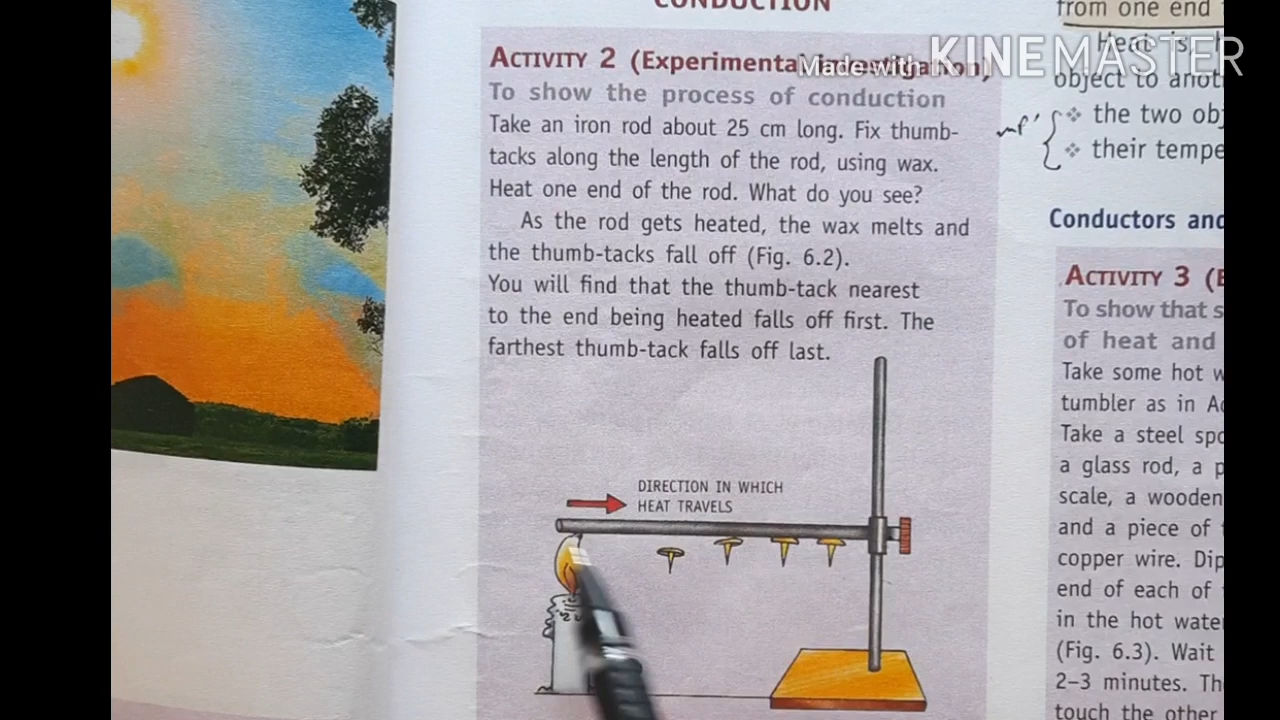 CONDUCTION
ACTIVITY 2 (Experimental Investigation)
Made with KINEMASTER
To show the process of conduction
Take an iron rod about 25 cm long. Fix thumb-
tacks along the length of the rod, using wax.
Heat one end of the rod. What do you see?
As the rod gets heated, the wax melts and
the thumb-tacks fall off (Fig. 6.2).
You will find that the thumb-tack nearest
to the end being heated falls off first. The
farthest thumb-tack falls off last.
DIRECTION IN WHICH
HEAT TRAVELS
from one end
Heat is
object to anot
❖ the two obj
❖ their tempe
Conductors and
ACTIVITY 3 (E
To show that s
of heat and
Take some hot w
tumbler as in Ac
Take a steel spo
a glass rod, a p
scale, a wooden
and a piece of
copper wire. Dip
end of each of
in the hot wate
(Fig. 6.3). Wait
2–3 minutes. Th
touch the other